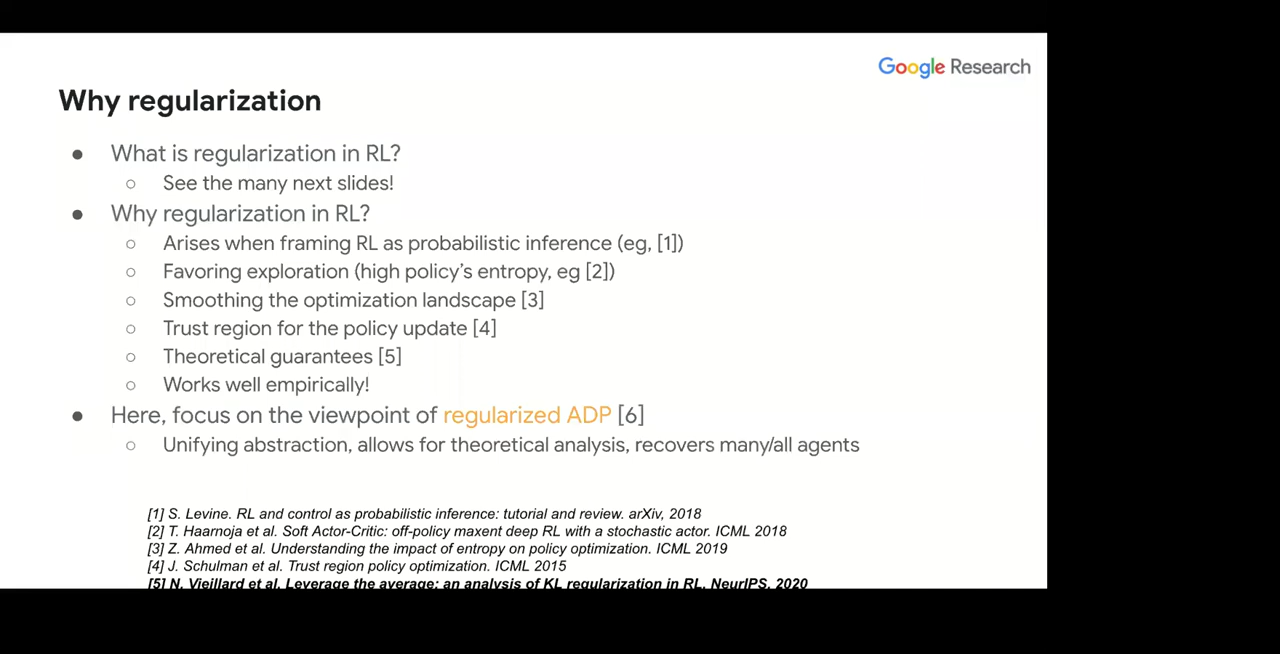 Google Research
Why regularization
● What is regularization in RL?
○ See the many next slides!
● Why regularization in RL?
○ Arises when framing RL as probabilistic inference (eg, [1])
○ Favoring exploration (high policy's entropy, eg [2])
○ Smoothing the optimization landscape [3]
○ Trust region for the policy update [4]
○ Theoretical guarantees [5]
○ Works well empirically!
● Here, focus on the viewpoint of regularized ADP [6]
○ Unifying abstraction, allows for theoretical analysis, recovers many/all agents
[1] S. Levine. RL and control as probabilistic inference: tutorial and review. arXiv, 2018
[2] T. Haarnoja et al. Soft Actor-Critic: off-policy maxent deep RL with a stochastic actor. ICML 2018
[3] Z. Ahmed et al. Understanding the impact of entropy on policy optimization. ICML 2019
[4] J. Schulman et al. Trust region policy optimization. ICML 2015
[5] N. Vieillard et al. Leverage the average: an analysis of KL regularization in RL. NeurIPS, 2020